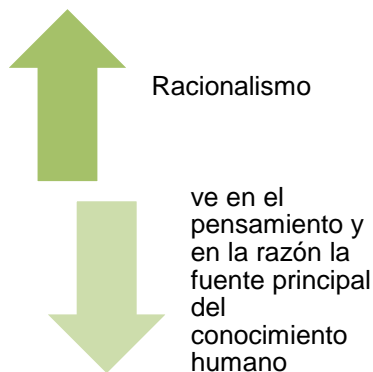 Racionalismo
ve en el
pensamiento y
en la razón la
fuente principal
del
conocimiento
humano